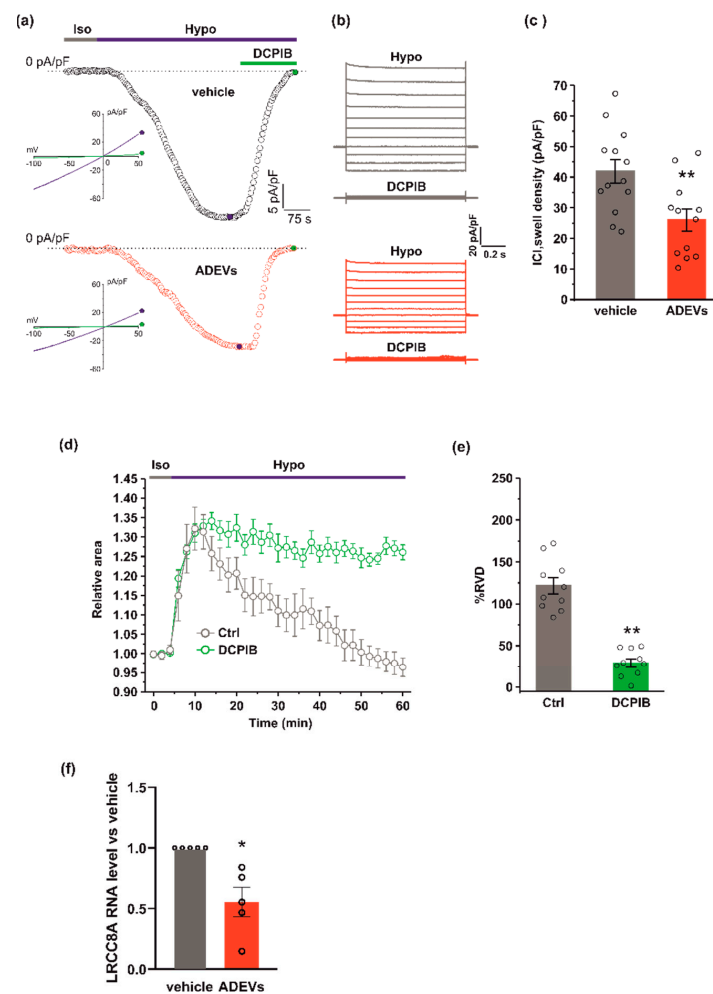 (a)
Iso Hypo
DCPIB
0 pA/pF
vehicle
pA/pF
60
20
mV
-100 -50 50
-20
-60
5 pA/pF
75 s
0 pA/pF
ADEVs
pA/pF
60
20
mV
-100 -50 50
-20
-60
(b)
Hypo
DCPIB
20 pA/pF
0.2 s
Hypo
DCPIB
(c )
ICl,swell density (pA/pF)
70
60
50
40
30
20
10
0
**
vehicle ADEVs
(d)
Iso Hypo
Relative area
1.45
1.40
1.35
1.30
1.25
1.20
1.15
1.10
1.05
1.00
0.95
0.90
Ctrl
DCPIB
0 10 20 30 40 50 60
Time (min)
(e)
%RVD
250
200
150
100
50
0
**
Ctrl DCPIB
(f)
LRCC8A RNA level vs vehicle
1.5
1.0
0.5
0.0
*
vehicle ADEVs